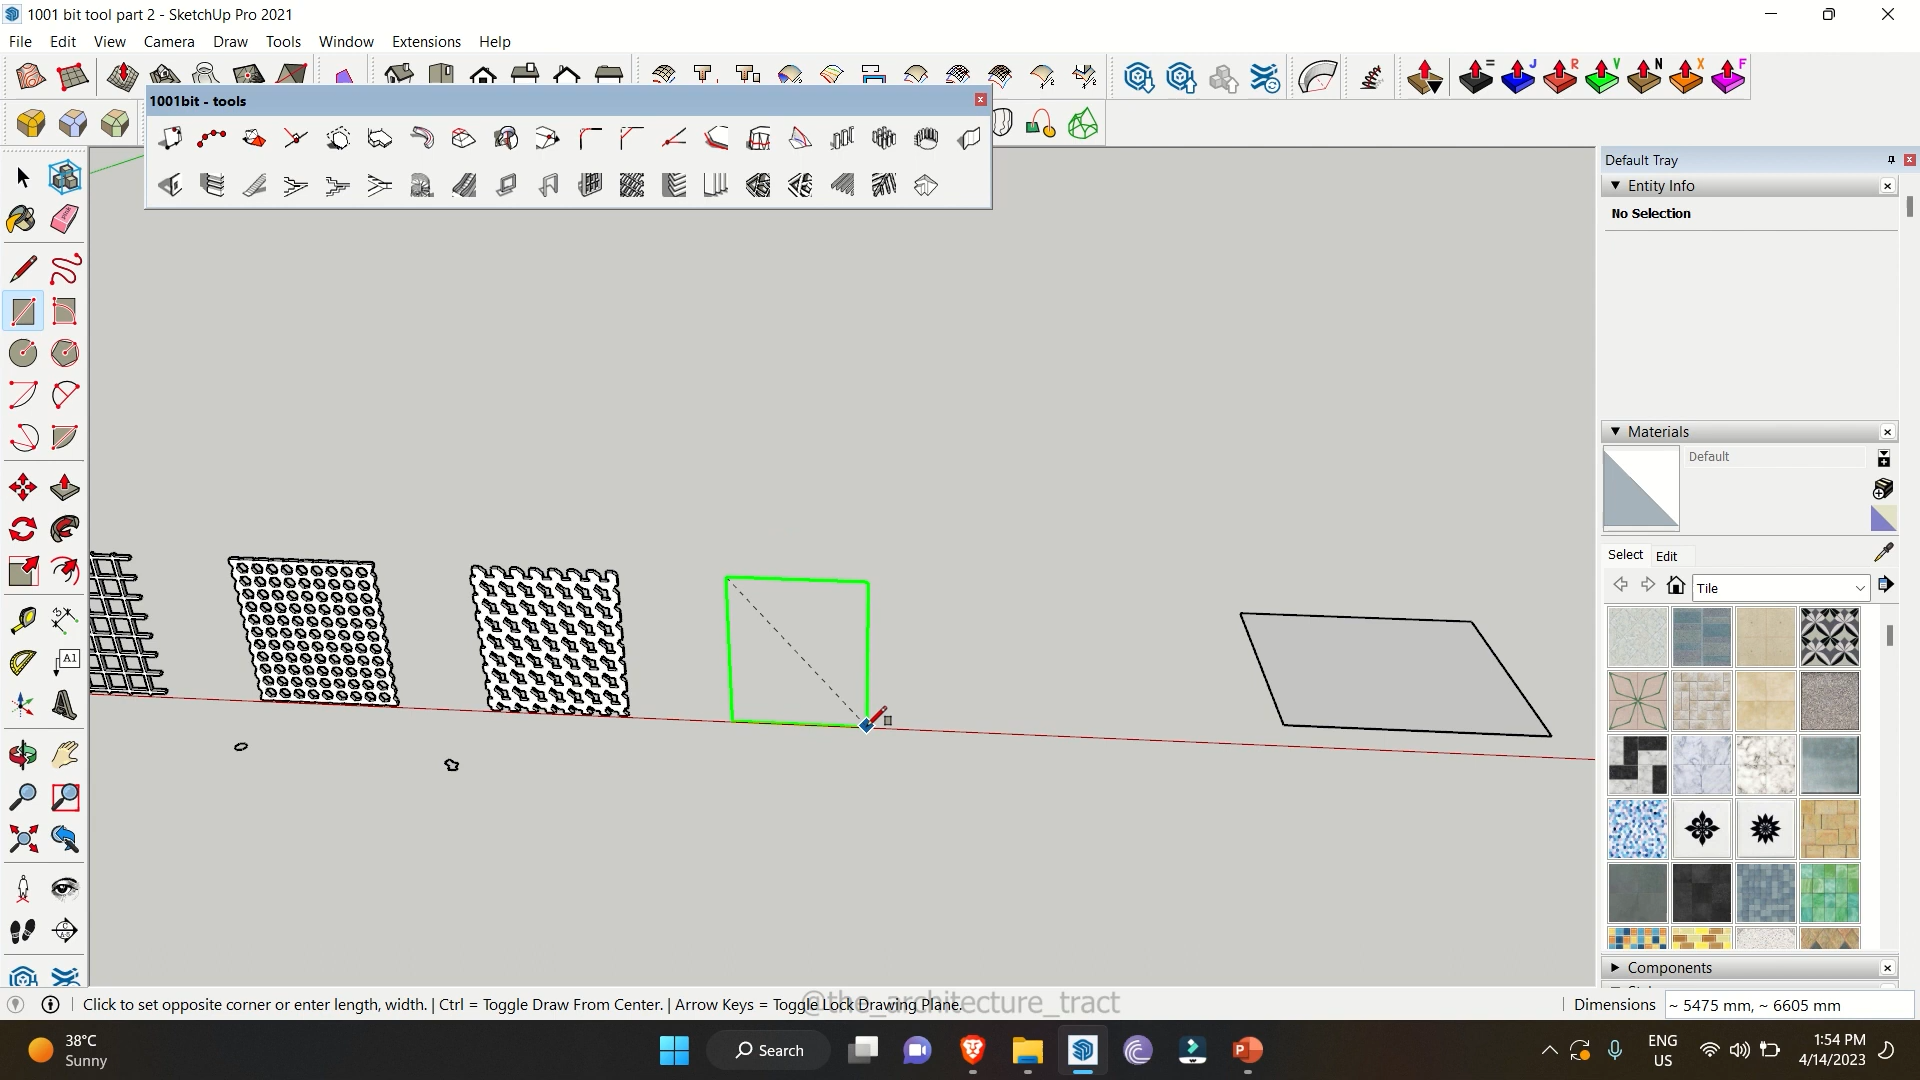 1001 bit tool part 2 - SketchUp Pro 2021
File Edit View Camera Draw Tools Window Extensions Help
= J R V N X F
1001bit - tools
Default Tray
Entity Info
No Selection
Materials
Default
Select Edit
Tile
A1
Components
Click to set opposite corner or enter length, width. | Ctrl = Toggle Draw From Center. | Arrow Keys = Toggle Lock Drawing Plane.
@the_architecture_tract
Dimensions ~ 5475 mm, ~ 6605 mm
38°C
Sunny
Search
ENG
US
1:54 PM
4/14/2023